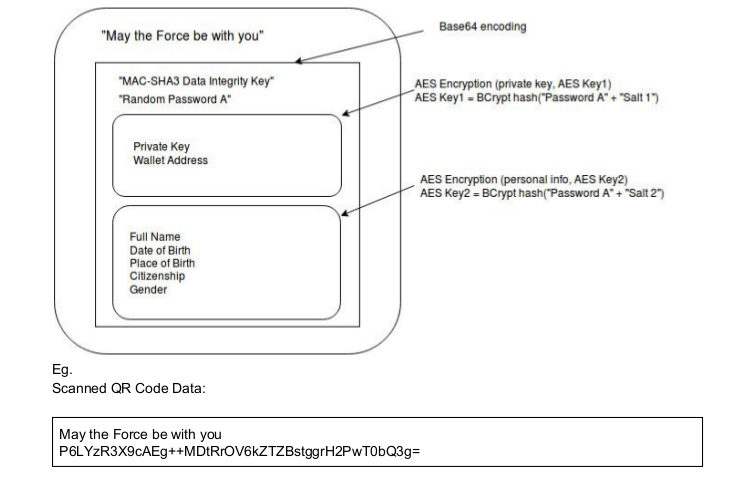 "May the Force be with you"
Base64 encoding
"MAC-SHA3 Data Integrity Key"
"Random Password A"
AES Encryption (private key, AES Key1)
AES Key1 = BCrypt hash("Password A" + "Salt 1")
Private Key
Wallet Address
AES Encryption (personal info, AES Key2)
AES Key2 = BCrypt hash("Password A" + "Salt 2")
Full Name
Date of Birth
Place of Birth
Citizenship
Gender
Eg.
Scanned QR Code Data:
May the Force be with you
P6LYzR3X9cAEg++MDtRrOV6kZTZBstggrH2PwT0bQ3g=